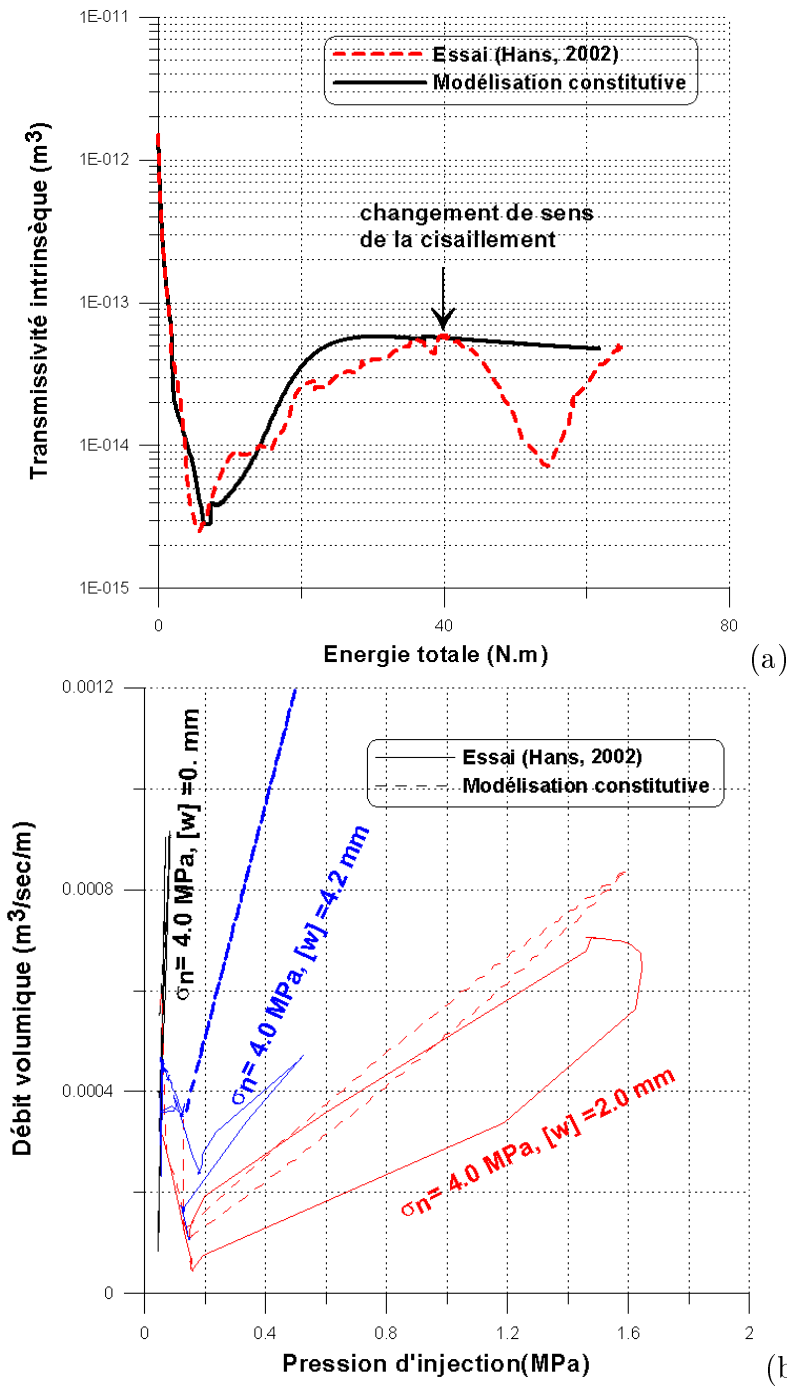 1E-011
Essai (Hans, 2002)
Modélisation constitutive
1E-012
changement de sens
de la cisaillement
1E-013
1E-014
1E-015
Transmissivité intrinsèque (m³)
0
40
80
Energie totale (N.m)
(a)
0.0012
Essai (Hans, 2002)
Modélisation constitutive
σn= 4.0 MPa, [w] =0. mm
σn= 4.0 MPa, [w] =4.2 mm
0.0008
0.0004
σn= 4.0 MPa, [w] =2.0 mm
0
Débit volumique (m³/sec/m)
0
0.4
0.8
1.2
1.6
2
Pression d'injection(MPa)
(b